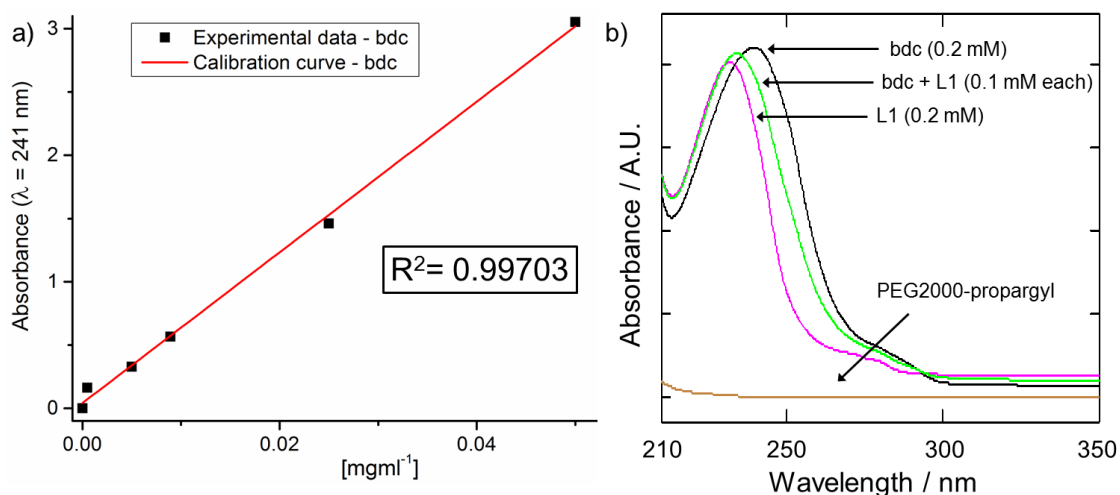 a)
Experimental data - bdc
Calibration curve - bdc
R²= 0.99703
Absorbance (λ = 241 nm)
3
2
1
0
0.00
0.02
0.04
[mgml⁻¹]
b)
bdc (0.2 mM)
bdc + L1 (0.1 mM each)
L1 (0.2 mM)
PEG2000-propargyl
Absorbance / A.U.
210
250
300
350
Wavelength / nm